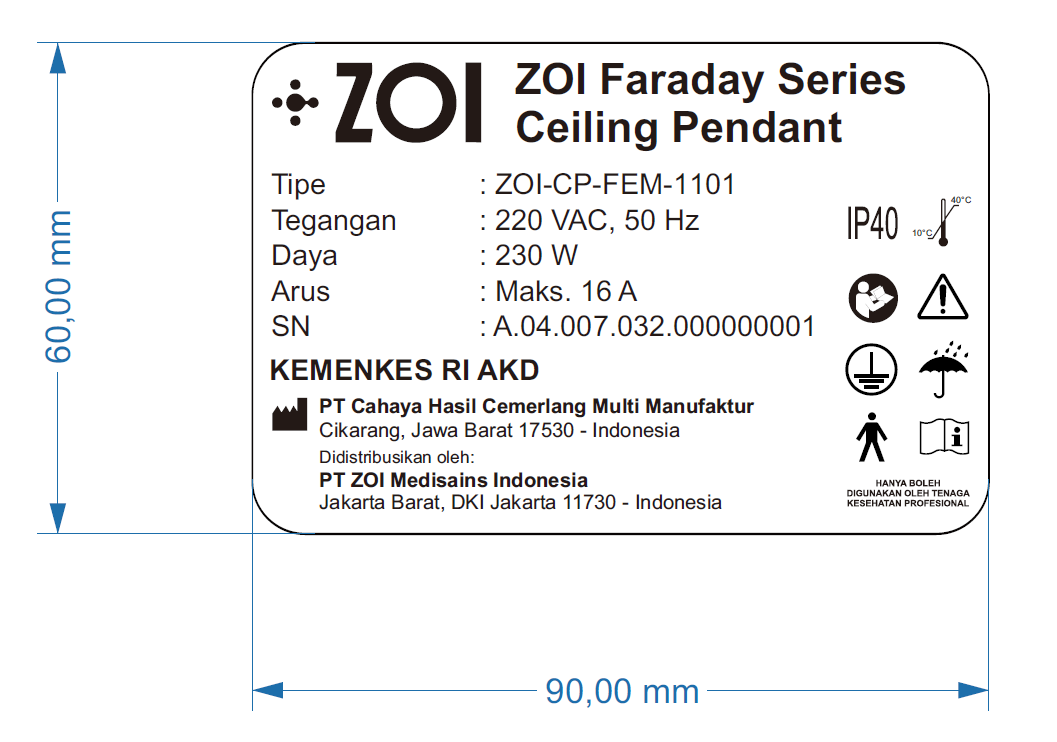 ZOI
ZOI Faraday Series
Ceiling Pendant
Tipe : ZOI-CP-FEM-1101
Tegangan : 220 VAC, 50 Hz
Daya : 230 W
Arus : Maks. 16 A
SN : A.04.007.032.000000001
IP40
40°C
10°C
KEMENKES RI AKD
PT Cahaya Hasil Cemerlang Multi Manufaktur
Cikarang, Jawa Barat 17530 - Indonesia
Didistribusikan oleh:
PT ZOI Medisains Indonesia
Jakarta Barat, DKI Jakarta 11730 - Indonesia
HANYA BOLEH
DIGUNAKAN OLEH TENAGA
KESEHATAN PROFESIONAL
60,00 mm
90,00 mm